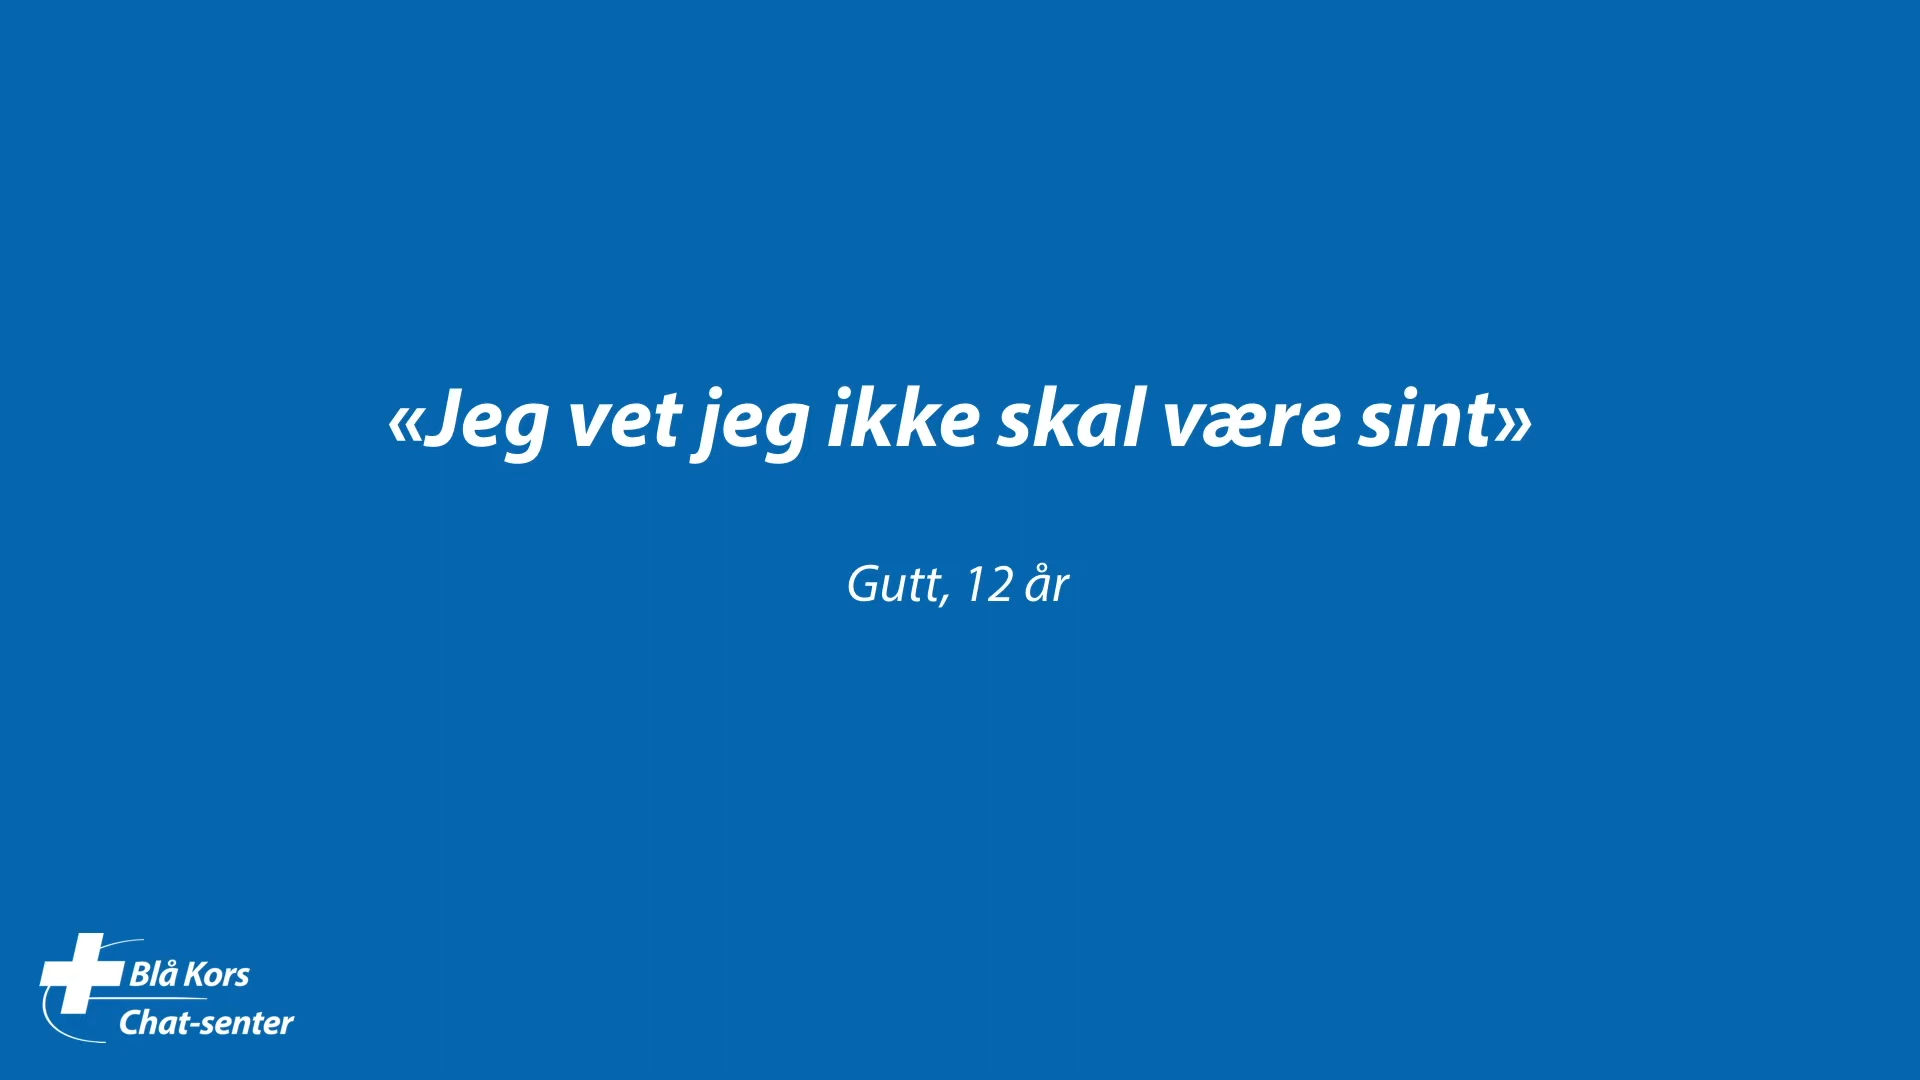 «Jeg vet jeg ikke skal være sint»
Gutt, 12 år
Blå Kors
Chat-senter